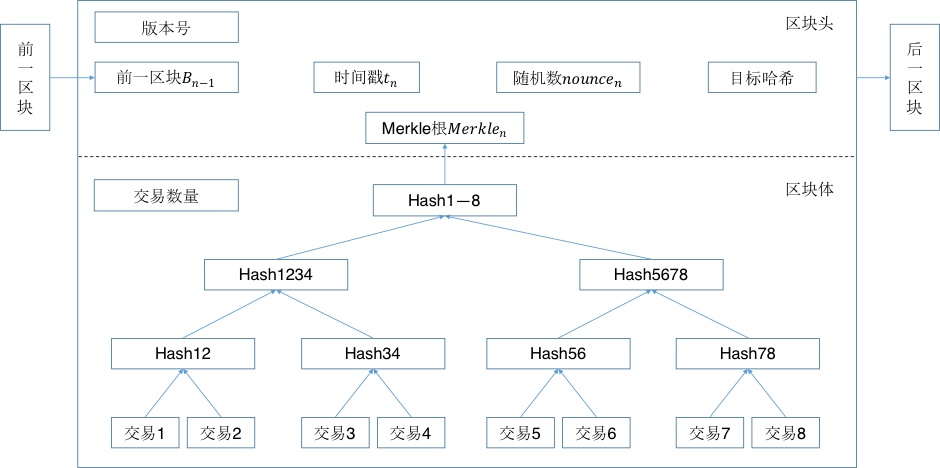 区块头
版本号
前一区块
前一区块Bn−1
时间戳tn
随机数nouncen
目标哈希
后一区块
Merkle根Merklen
交易数量
区块体
Hash1—8
Hash1234
Hash5678
Hash12
Hash34
Hash56
Hash78
交易1
交易2
交易3
交易4
交易5
交易6
交易7
交易8